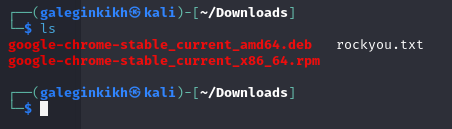 ┌──(galeginkikh㉿kali)-[~/Downloads]
└─$ ls
google-chrome-stable_current_amd64.deb   rockyou.txt
google-chrome-stable_current_x86_64.rpm
┌──(galeginkikh㉿kali)-[~/Downloads]
└─$